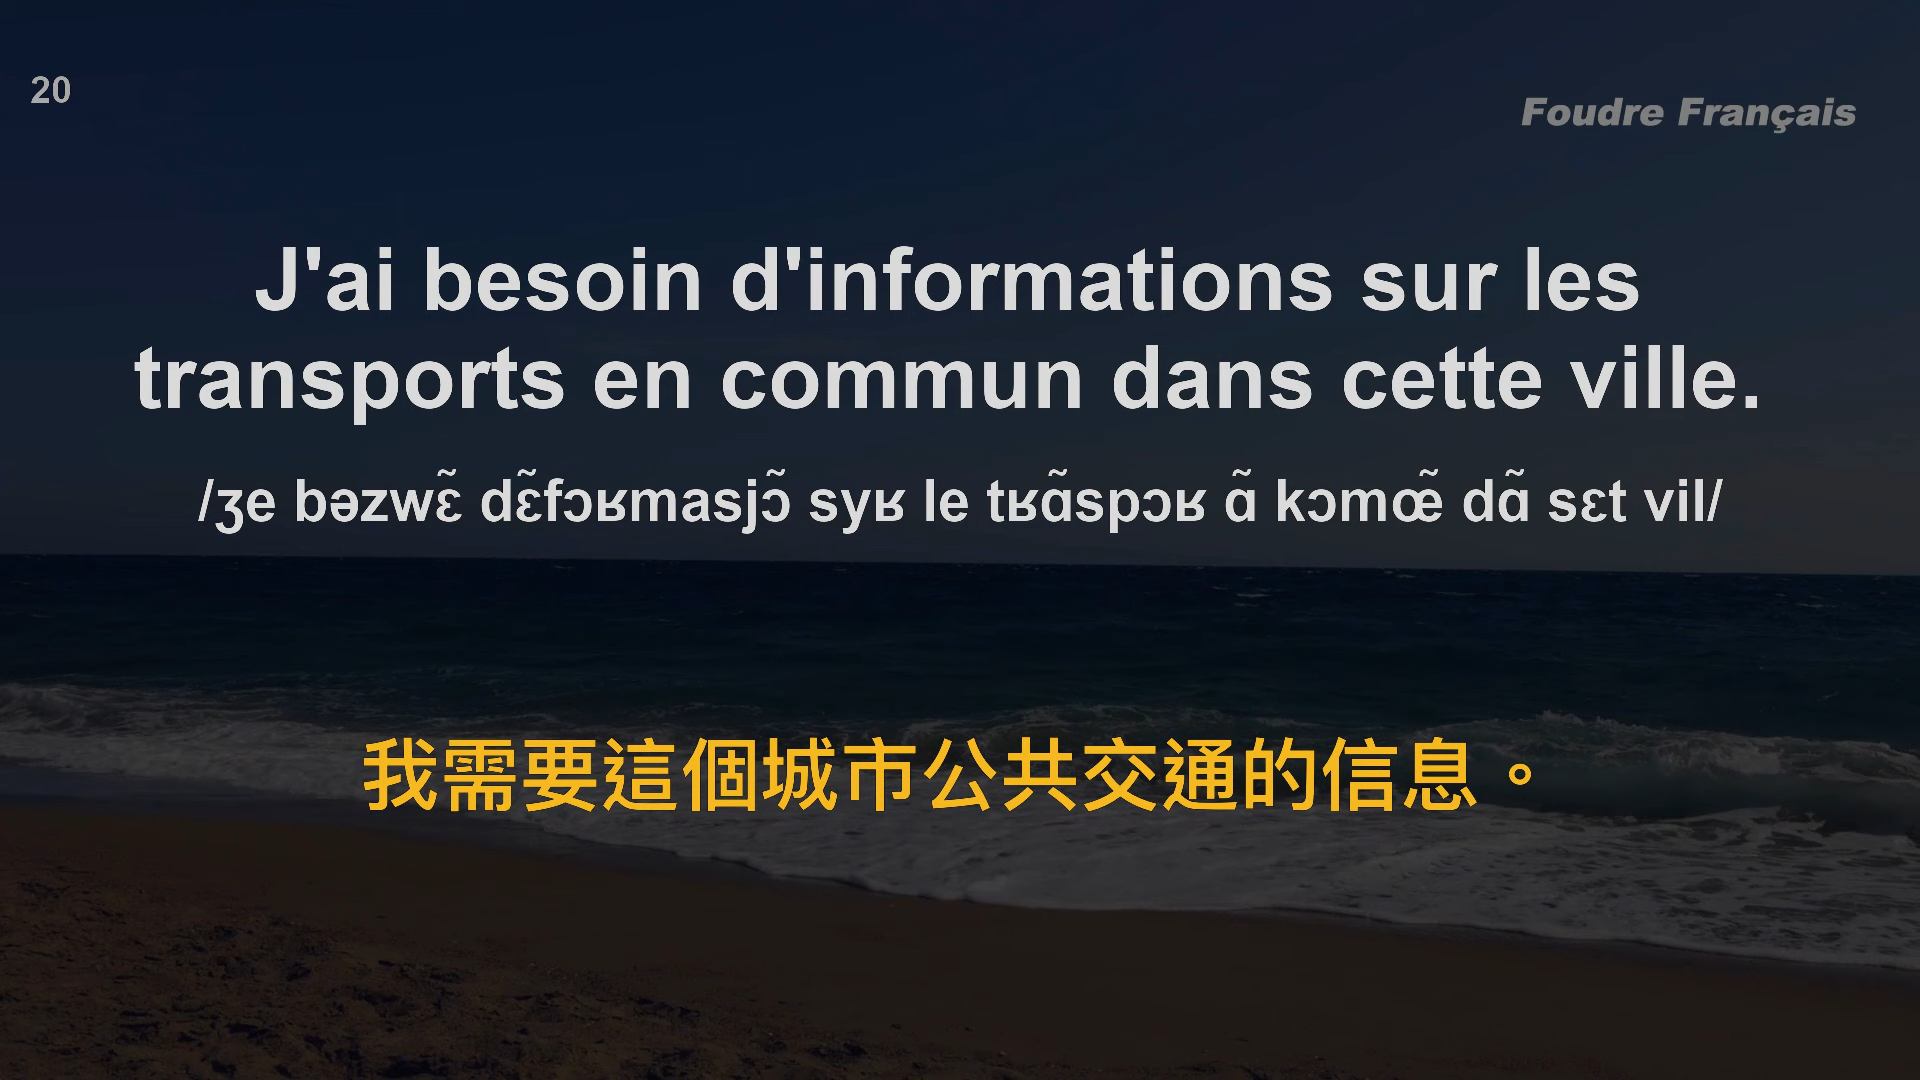 20
Foudre Français
J'ai besoin d'informations sur les
transports en commun dans cette ville.
/ʒe bəzwɛ̃ dɛ̃fɔʁmasjɔ̃ syʁ le tʁɑ̃spɔʁ ɑ̃ kɔmœ̃ dɑ̃ sɛt vil/
我需要這個城市公共交通的信息。